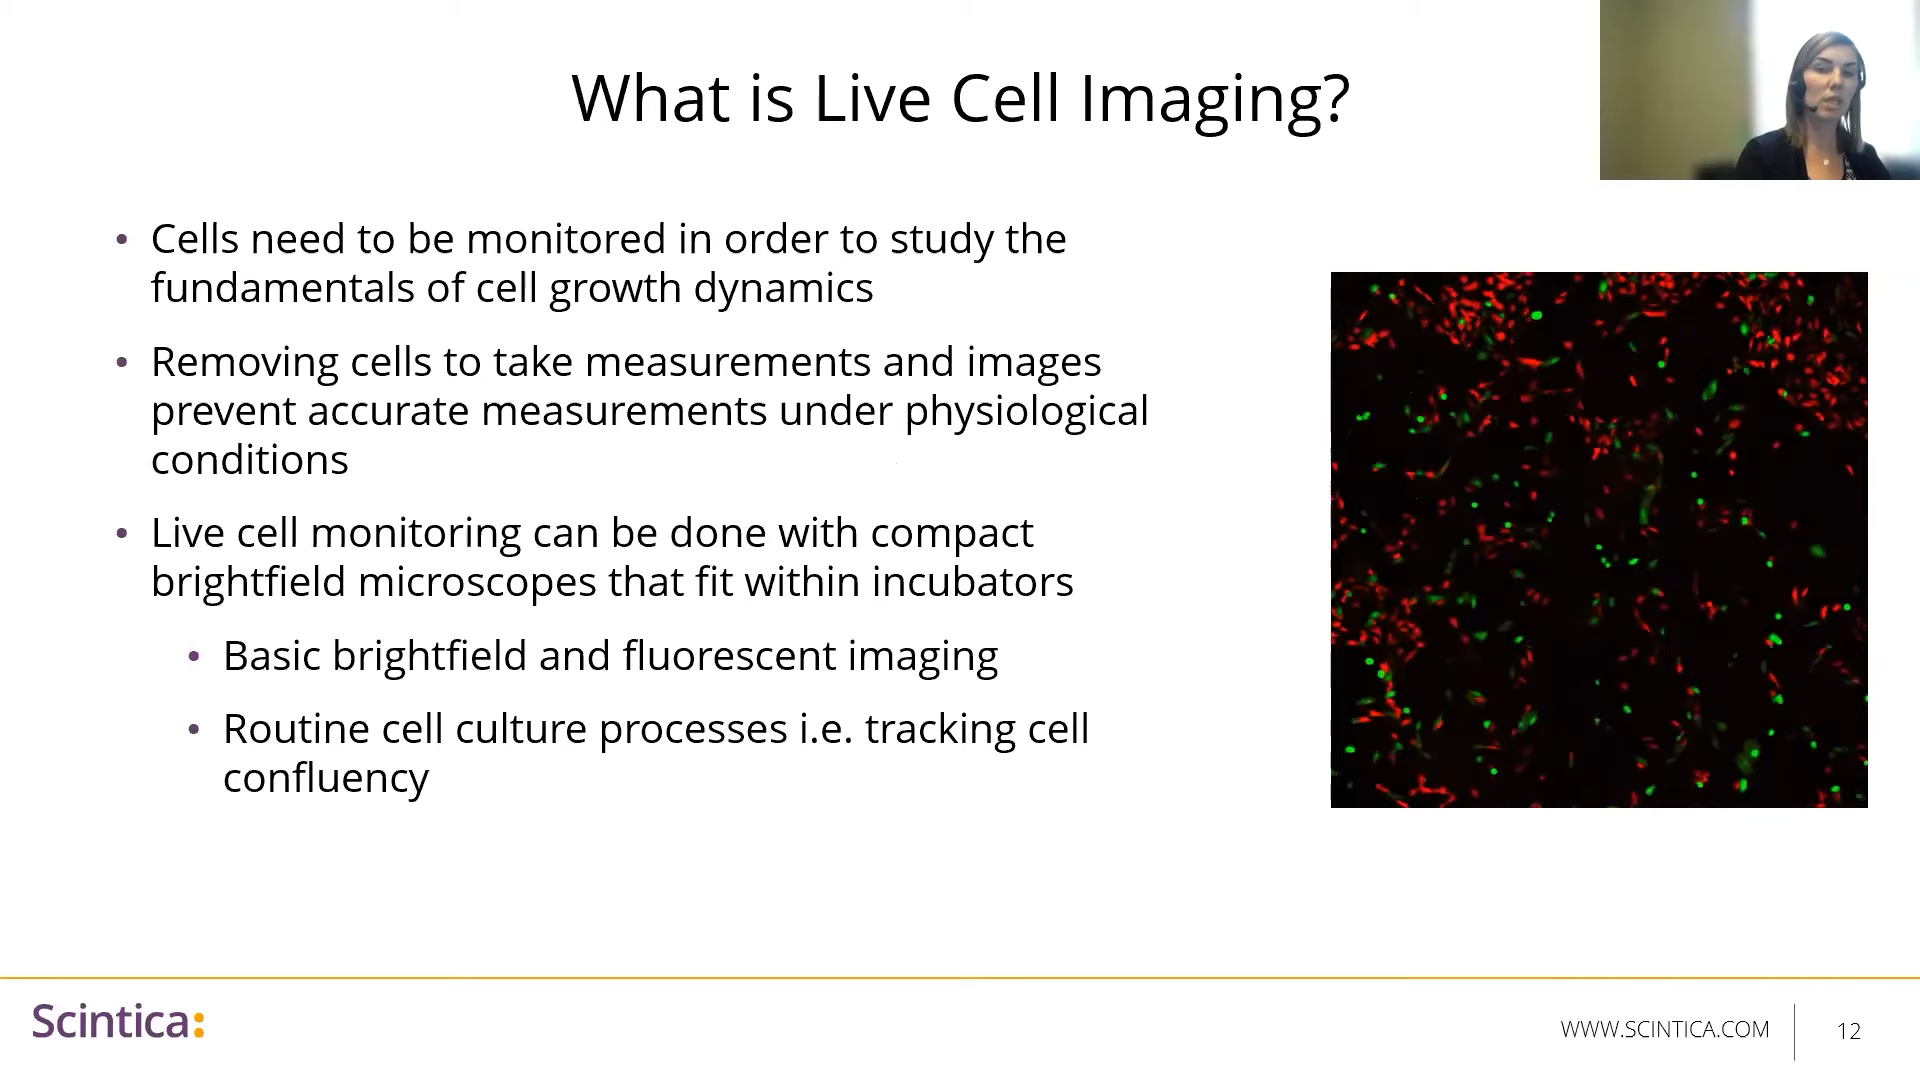 What is Live Cell Imaging?
• Cells need to be monitored in order to study the
fundamentals of cell growth dynamics
• Removing cells to take measurements and images
prevent accurate measurements under physiological
conditions
• Live cell monitoring can be done with compact
brightfield microscopes that fit within incubators
• Basic brightfield and fluorescent imaging
• Routine cell culture processes i.e. tracking cell
confluency
Scintica:
WWW.SCINTICA.COM
12